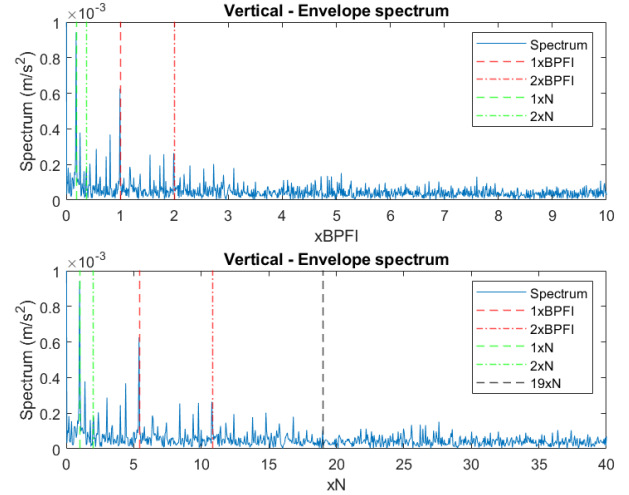 Vertical - Envelope spectrum
×10⁻³
1
0.8
0.6
0.4
0.2
0
Spectrum (m/s²)
Spectrum
1xBPFI
2xBPFI
1xN
2xN
0 1 2 3 4 5 6 7 8 9 10
xBPFI
Vertical - Envelope spectrum
×10⁻³
1
0.8
0.6
0.4
0.2
0
Spectrum (m/s²)
Spectrum
1xBPFI
2xBPFI
1xN
2xN
19xN
0 5 10 15 20 25 30 35 40
xN